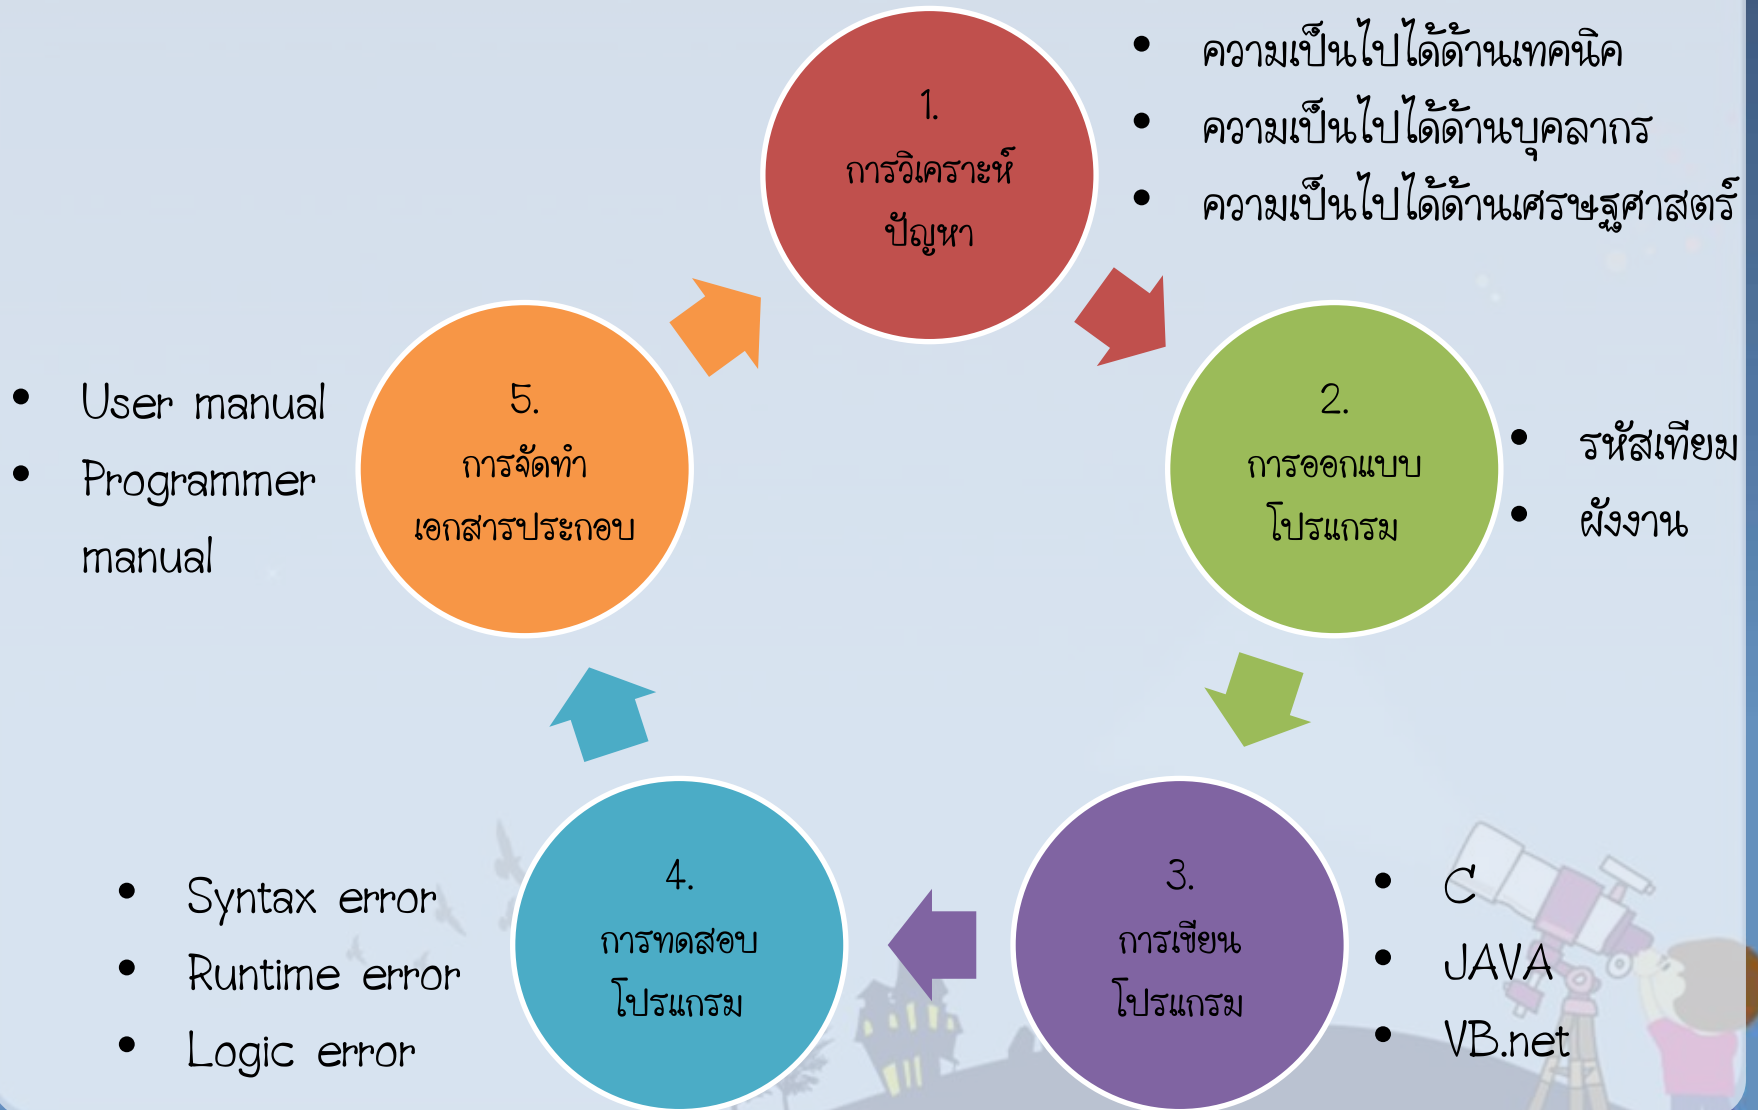 1.
การวิเคราะห์
ปัญหา
• ความเป็นไปได้ด้านเทคนิค
• ความเป็นไปได้ด้านบุคลากร
• ความเป็นไปได้ด้านเศรษฐศาสตร์
2.
การออกแบบ
โปรแกรม
• รหัสเทียม
• ผังงาน
3.
การเขียน
โปรแกรม
• C
• JAVA
• VB.net
4.
การทดสอบ
โปรแกรม
• Syntax error
• Runtime error
• Logic error
5.
การจัดทำ
เอกสารประกอบ
• User manual
• Programmer
manual